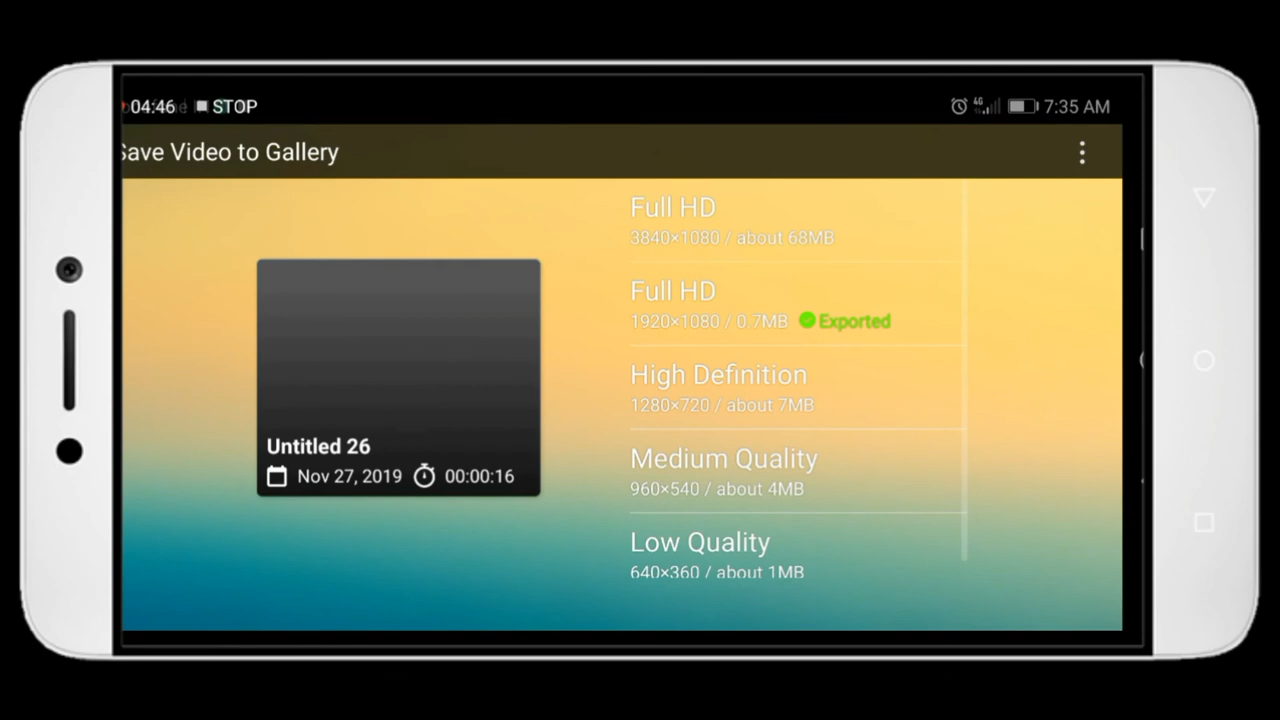 04:46 STOP
4G 7:35 AM
Save Video to Gallery
Full HD
3840×1080 / about 68MB
Full HD
1920×1080 / 0.7MB Exported
High Definition
1280×720 / about 7MB
Medium Quality
960×540 / about 4MB
Low Quality
640×360 / about 1MB
Untitled 26
Nov 27, 2019 00:00:16